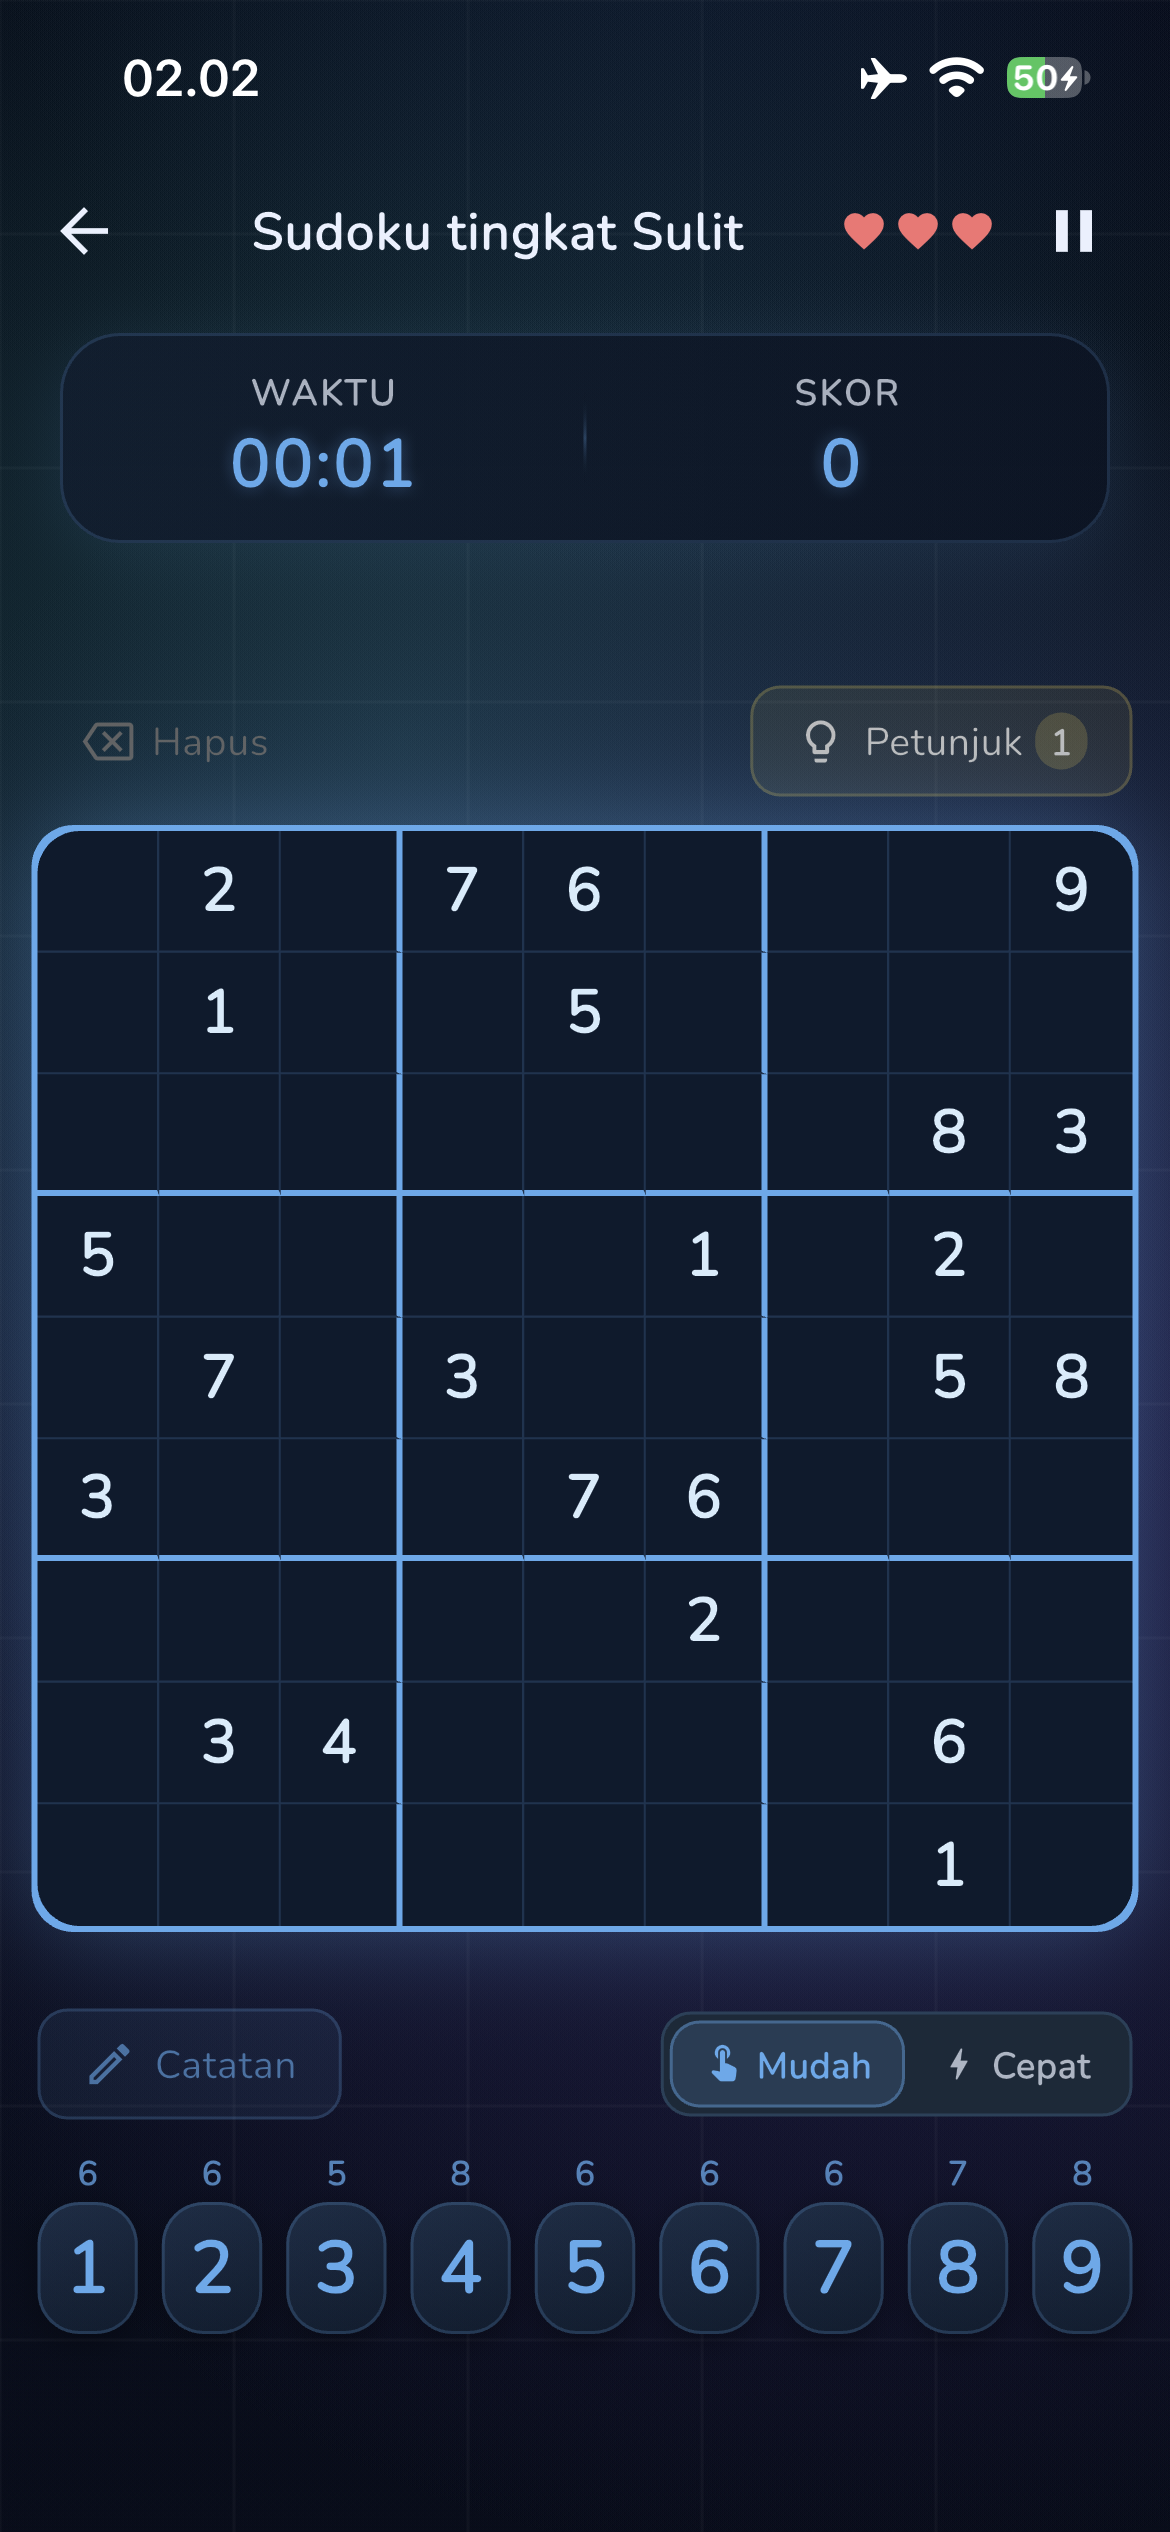 02.02
50
Sudoku tingkat Sulit
WAKTU SKOR
00:01 0
Hapus Petunjuk 1
2 7 6 9
1 5
8 3
5 1 2
7 3 5 8
3 7 6
2
3 4 6
1
Catatan Mudah Cepat
6 6 5 8 6 6 6 7 8
1 2 3 4 5 6 7 8 9